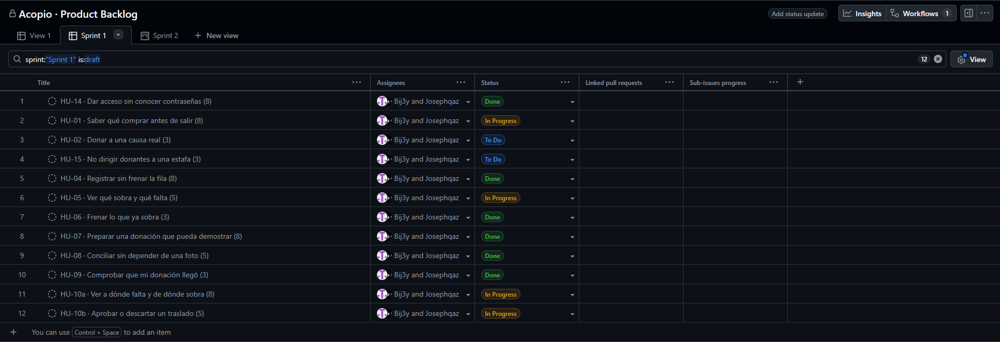 Acopio · Product Backlog
Add status update
Insights
Workflows 1
View 1
Sprint 1
Sprint 2
New view
sprint:"Sprint 1" is:draft
12
View
Title Assignees Status Linked pull requests Sub-issues progress
1 HU-14 · Dar acceso sin conocer contraseñas (8) Bij3y and Josephqaz Done
2 HU-01 · Saber qué comprar antes de salir (8) Bij3y and Josephqaz In Progress
3 HU-02 · Donar a una causa real (3) Bij3y and Josephqaz To Do
4 HU-15 · No dirigir donantes a una estafa (3) Bij3y and Josephqaz To Do
5 HU-04 · Registrar sin frenar la fila (8) Bij3y and Josephqaz Done
6 HU-05 · Ver qué sobra y qué falta (5) Bij3y and Josephqaz In Progress
7 HU-06 · Frenar lo que ya sobra (3) Bij3y and Josephqaz Done
8 HU-07 · Preparar una donación que pueda demostrar (8) Bij3y and Josephqaz Done
9 HU-08 · Conciliar sin depender de una foto (5) Bij3y and Josephqaz Done
10 HU-09 · Comprobar que mi donación llegó (3) Bij3y and Josephqaz Done
11 HU-10a · Ver a dónde falta y de dónde sobra (8) Bij3y and Josephqaz In Progress
12 HU-10b · Aprobar o descartar un traslado (5) Bij3y and Josephqaz In Progress
You can use Control + Space to add an item